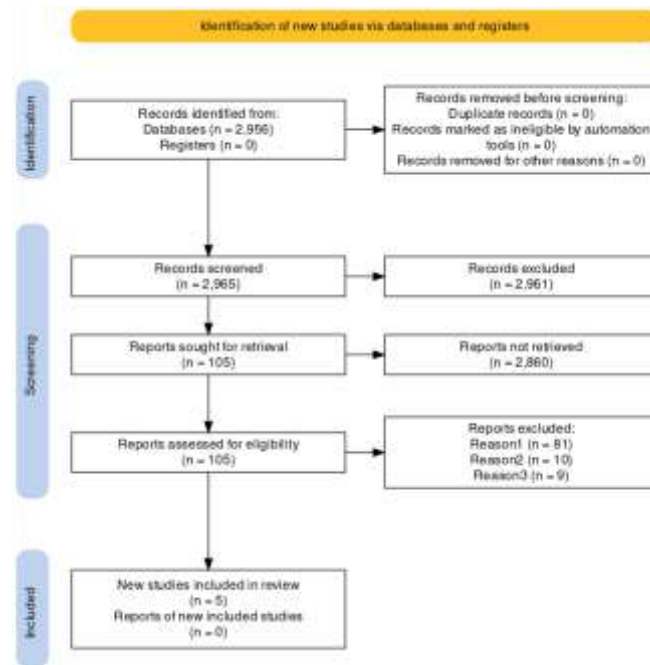 Identification of new studies via databases and registers
Identification
Records identified from:
Databases (n = 2,956)
Registers (n = 0)
Records removed before screening:
Duplicate records (n = 0)
Records marked as ineligible by automation
tools (n = 0)
Records removed for other reasons (n = 0)
Screening
Records screened
(n = 2,965)
Records excluded
(n = 2,961)
Reports sought for retrieval
(n = 105)
Reports not retrieved
(n = 2,860)
Reports assessed for eligibility
(n = 105)
Reports excluded:
Reason1 (n = 81)
Reason2 (n = 10)
Reason3 (n = 9)
Included
New studies included in review
(n = 5)
Reports of new included studies
(n = 0)